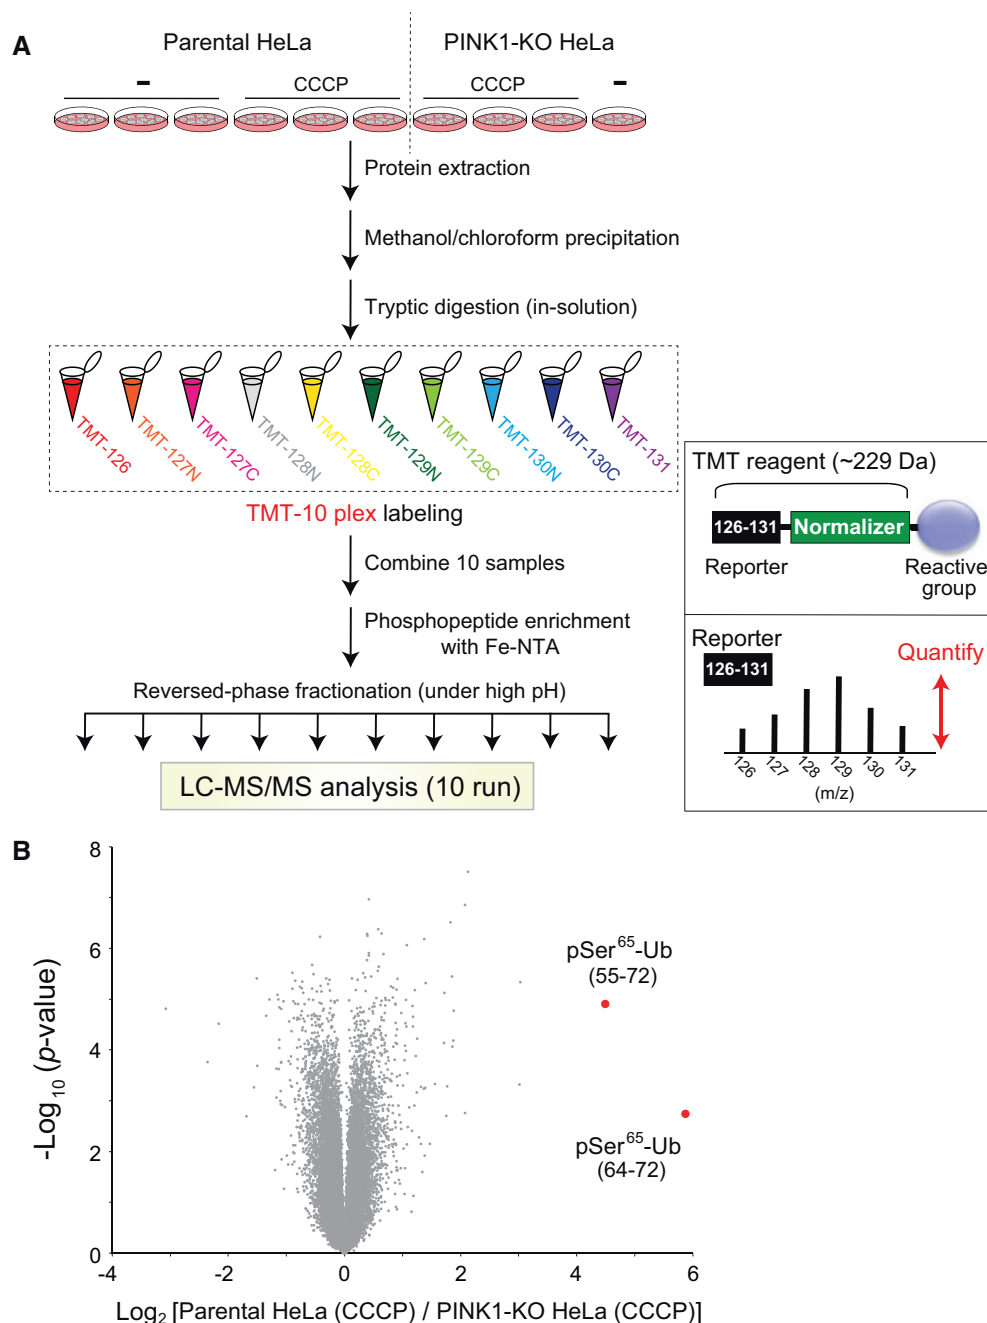 A
Parental HeLa
PINK1-KO HeLa
-
CCCP
CCCP
-
Protein extraction
Methanol/chloroform precipitation
Tryptic digestion (in-solution)
TMT-126
TMT-127N
TMT-127C
TMT-128N
TMT-128C
TMT-129N
TMT-129C
TMT-130N
TMT-130C
TMT-131
TMT-10 plex labeling
Combine 10 samples
Phosphopeptide enrichment
with Fe-NTA
Reversed-phase fractionation (under high pH)
LC-MS/MS analysis (10 run)
TMT reagent (~229 Da)
126-131
Normalizer
Reporter
Reactive
group
Reporter
126-131
Quantify
126
127
128
129
130
131
(m/z)
B
8
6
4
2
0
-Log10 (p-value)
pSer65-Ub
(55-72)
pSer65-Ub
(64-72)
-4
-2
0
2
4
6
Log2 [Parental HeLa (CCCP) / PINK1-KO HeLa (CCCP)]